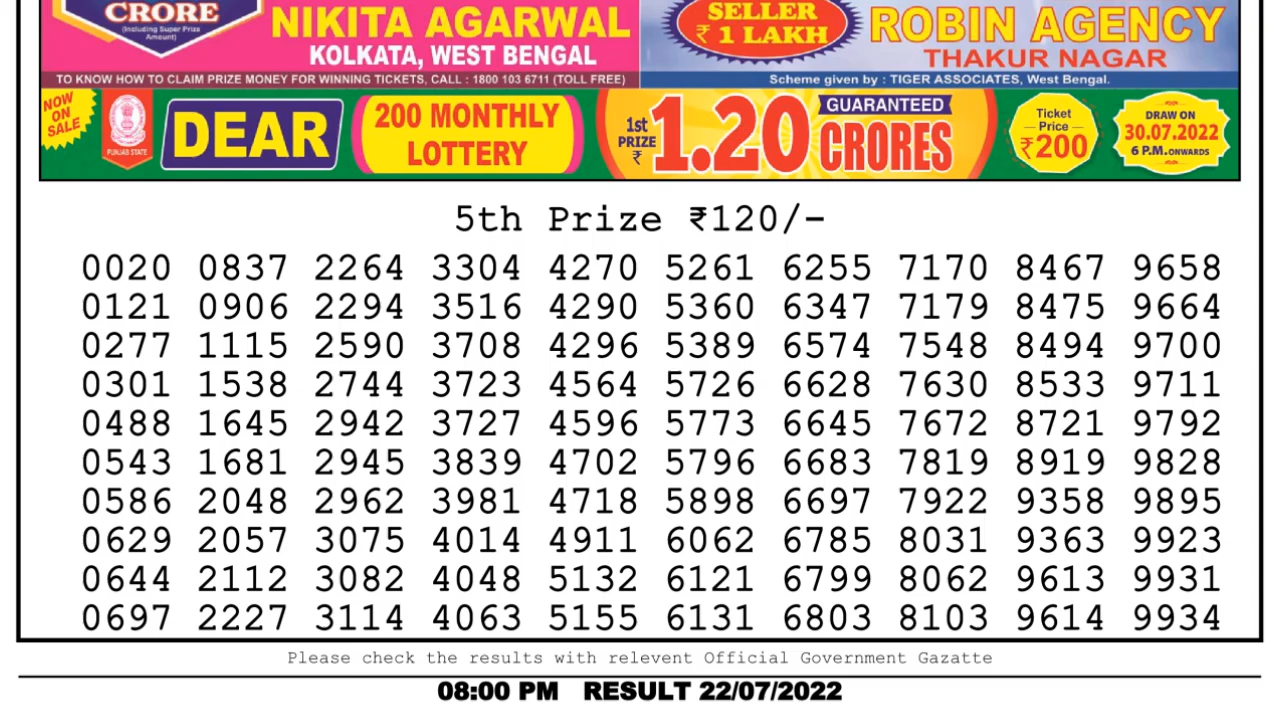 CRORE
(Including Super Prize
Amount)
NIKITA AGARWAL
KOLKATA, WEST BENGAL
SELLER
₹ 1 LAKH
ROBIN AGENCY
THAKUR NAGAR
TO KNOW HOW TO CLAIM PRIZE MONEY FOR WINNING TICKETS, CALL : 1800 103 6711 (TOLL FREE)
Scheme given by : TIGER ASSOCIATES, West Bengal.
NOW
ON
SALE
PUNJAB STATE
DEAR
200 MONTHLY
LOTTERY
1st
PRIZE
₹
1.20
GUARANTEED
CRORES
Ticket
Price
₹200
DRAW ON
30.07.2022
6 P.M. ONWARDS
5th Prize ₹120/-
0020 0837 2264 3304 4270 5261 6255 7170 8467 9658
0121 0906 2294 3516 4290 5360 6347 7179 8475 9664
0277 1115 2590 3708 4296 5389 6574 7548 8494 9700
0301 1538 2744 3723 4564 5726 6628 7630 8533 9711
0488 1645 2942 3727 4596 5773 6645 7672 8721 9792
0543 1681 2945 3839 4702 5796 6683 7819 8919 9828
0586 2048 2962 3981 4718 5898 6697 7922 9358 9895
0629 2057 3075 4014 4911 6062 6785 8031 9363 9923
0644 2112 3082 4048 5132 6121 6799 8062 9613 9931
0697 2227 3114 4063 5155 6131 6803 8103 9614 9934
Please check the results with relevent Official Government Gazatte
08:00 PM RESULT 22/07/2022